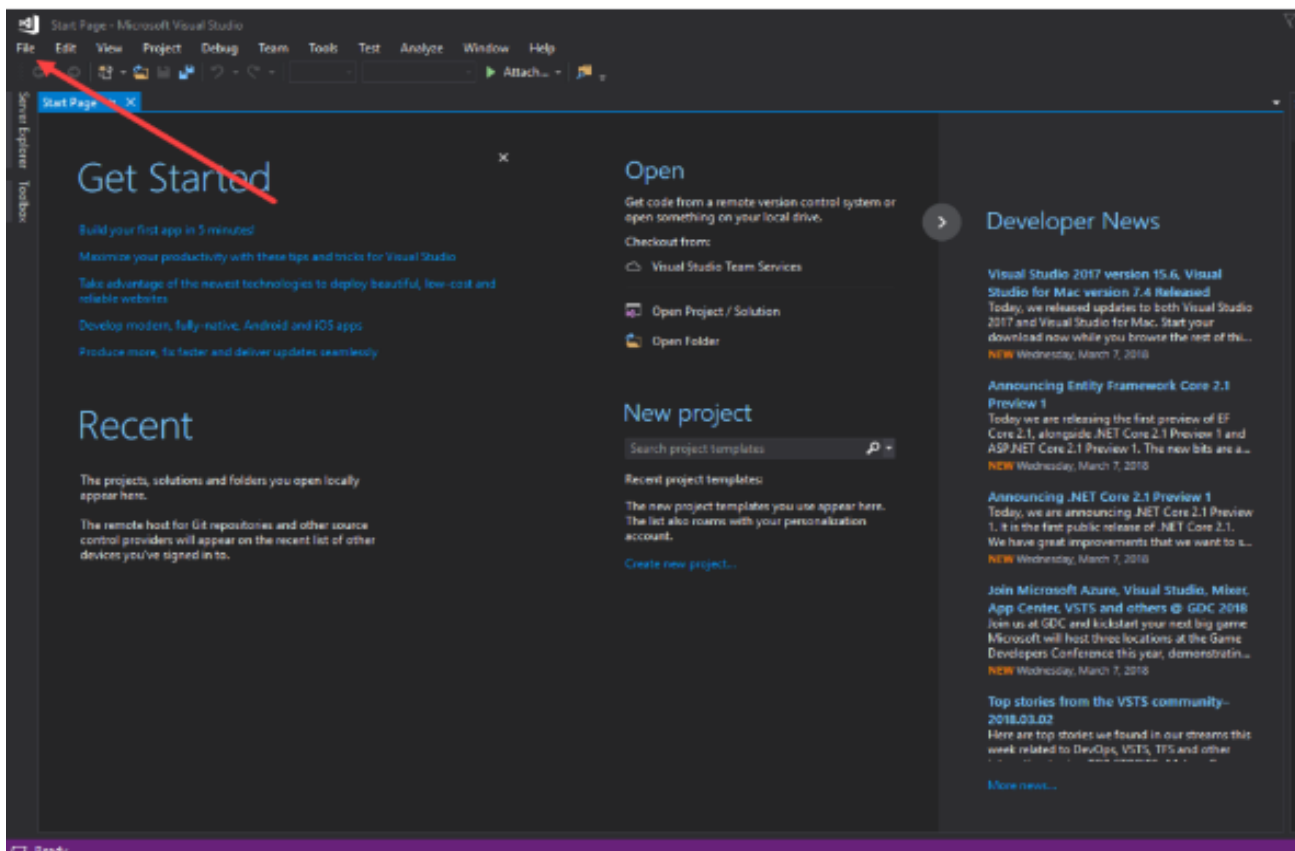 Start Page - Microsoft Visual Studio
File Edit View Project Debug Team Tools Test Analyze Window Help
Attach...
Server Explorer
Toolbox
Start Page
Get Started
Build your first app in 5 minutes!
Maximize your productivity with these tips and tricks for Visual Studio
Take advantage of the newest technologies to deploy beautiful, low-cost and
reliable websites
Develop modern, fully-native, Android and iOS apps
Produce more, fix faster and deliver updates seamlessly
Recent
The projects, solutions and folders you open locally
appear here.
The remote host for Git repositories and other source
control providers will appear on the recent list of other
devices you've signed in to.
Open
Get code from a remote version control system or
open something on your local drive.
Checkout from:
Visual Studio Team Services
Open Project / Solution
Open Folder
New project
Search project templates
Recent project templates:
The new project templates you use appear here.
The list also roams with your personalization
account.
Create new project...
Developer News
Visual Studio 2017 version 15.6, Visual
Studio for Mac version 7.4 Released
Today, we released updates to both Visual Studio
2017 and Visual Studio for Mac. Start your
download now while you browse the rest of thi...
NEW Wednesday, March 7, 2018
Announcing Entity Framework Core 2.1
Preview 1
Today we are releasing the first preview of EF
Core 2.1, alongside .NET Core 2.1 Preview 1 and
ASP.NET Core 2.1 Preview 1. The new bits are a...
NEW Wednesday, March 7, 2018
Announcing .NET Core 2.1 Preview 1
Today, we are announcing .NET Core 2.1 Preview
1. It is the first public release of .NET Core 2.1.
We have great improvements that we want to s...
NEW Wednesday, March 7, 2018
Join Microsoft Azure, Visual Studio, Mixer,
App Center, VSTS and others @ GDC 2018
Join us at GDC and kickstart your next big game
Microsoft will host three locations at the Game
Developers Conference this year, demonstratin...
NEW Wednesday, March 7, 2018
Top stories from the VSTS community–
2018.03.02
Here are top stories we found in our streams this
week related to DevOps, VSTS, TFS and other
More news...
Ready